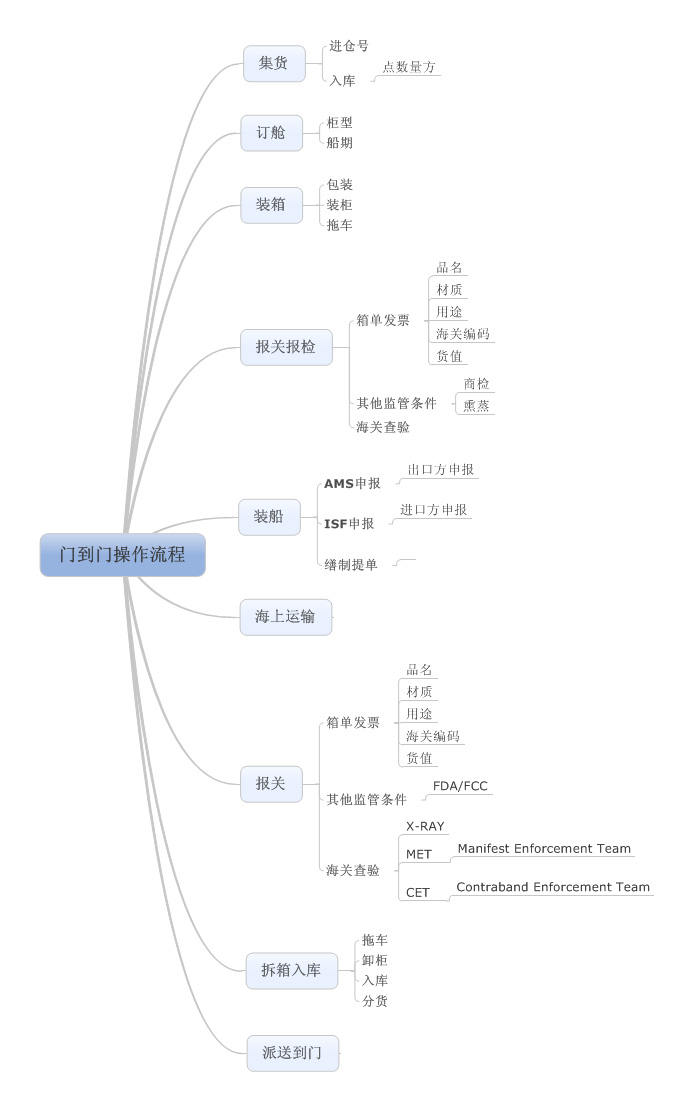 门到门操作流程
集货
进仓号
入库
点数量方
订舱
柜型
船期
装箱
包装
装柜
拖车
报关报检
箱单发票
品名
材质
用途
海关编码
货值
其他监管条件
商检
熏蒸
海关查验
装船
AMS申报
出口方申报
ISF申报
进口方申报
缮制提单
海上运输
报关
箱单发票
品名
材质
用途
海关编码
货值
其他监管条件
FDA/FCC
海关查验
X-RAY
MET
Manifest Enforcement Team
CET
Contraband Enforcement Team
拆箱入库
拖车
卸柜
入库
分货
派送到门